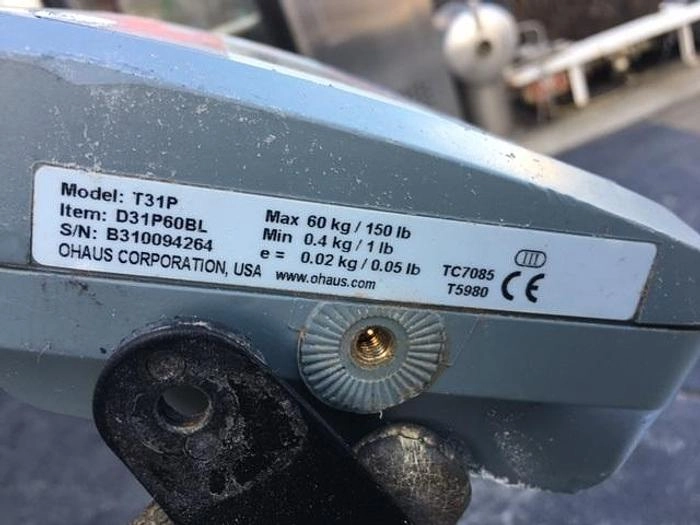 Model: T31P
Item: D31P60BL
S/N: B310094264
OHAUS CORPORATION, USA
Max 60 kg / 150 lb
Min 0.4 kg / 1 lb
e = 0.02 kg / 0.05 lb
www.ohaus.com
TC7085
T5980
III
CE